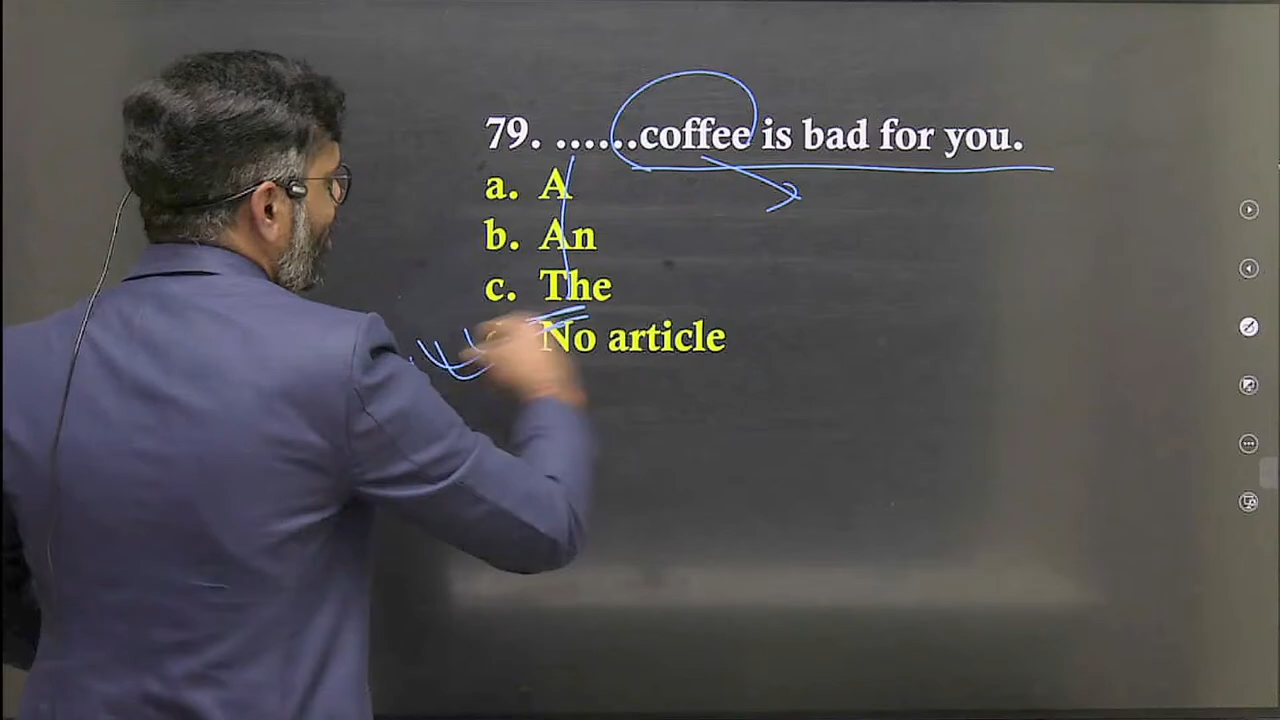 79. ......coffee is bad for you.
a. A
b. An
c. The
No article